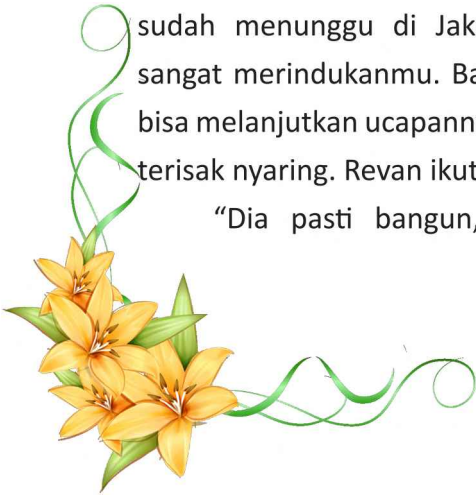 sudah menunggu di Jak
sangat merindukanmu. Ba
bisa melanjutkan ucapann
terisak nyaring. Revan ikut
“Dia pasti bangun,